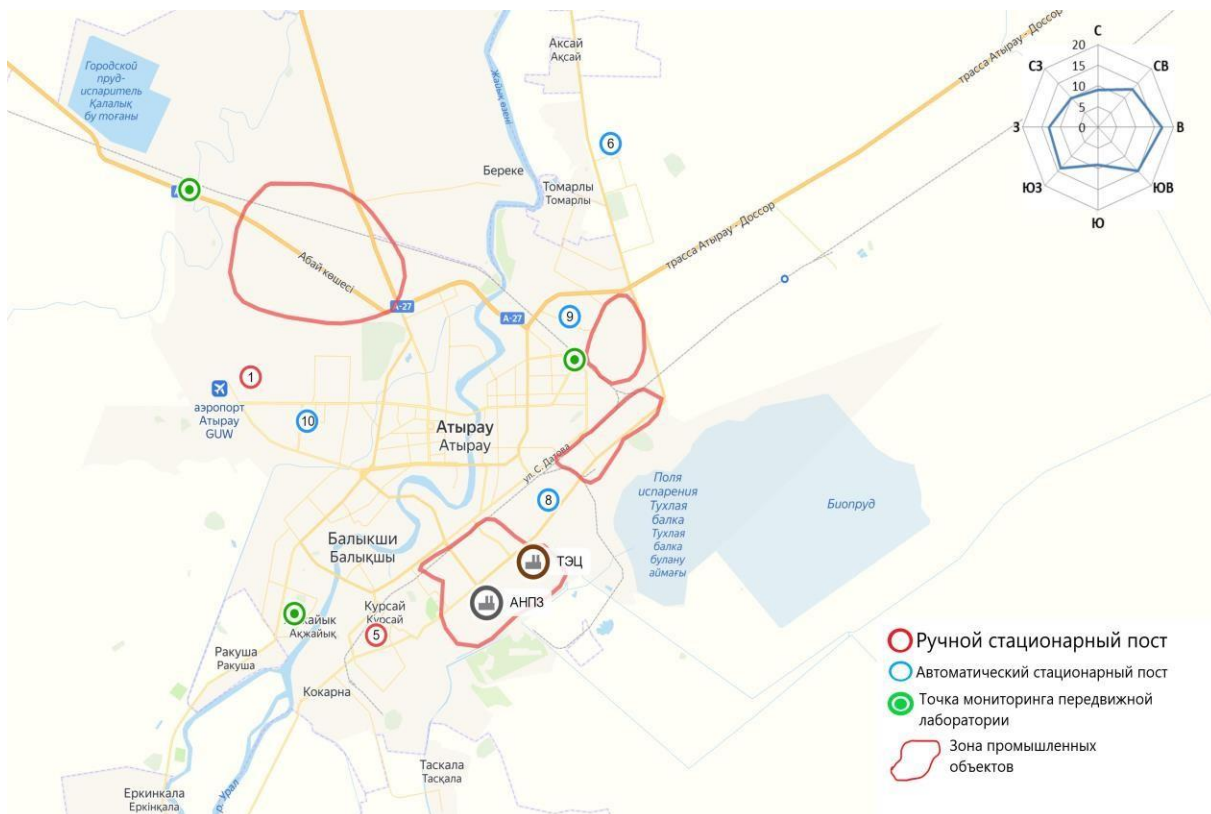 С
20
СЗ
15
СВ
10
5
З
0
В
ЮЗ
ЮВ
Ю
Аксай
Ақсай
трасса Атырау - Доссор
Городской
пруд-
испаритель
Қалалық
бу тоғаны
Жайық өзені
6
Береке
Томарлы
Томарлы
трасса Атырау - Доссор
Абай көшесі
А-27
А-27
9
1
аэропорт
Атырау
GUW
10
Атырау
Атырау
ул. С. Датова
8
Поля
испарения
Тухлая
балка
Тухлая
балка
булану
аймағы
Биопруд
Балыкши
Балықшы
ТЭЦ
АНПЗ
Курсай
Курсай
5
Ақжайық
Ракуша
Ракуша
Кокарна
Таскала
Тасқала
Еркинкала
Еркінқала
р. Урал
Ручной стационарный пост
Автоматический стационарный пост
Точка мониторинга передвижной
лаборатории
Зона промышленных
объектов